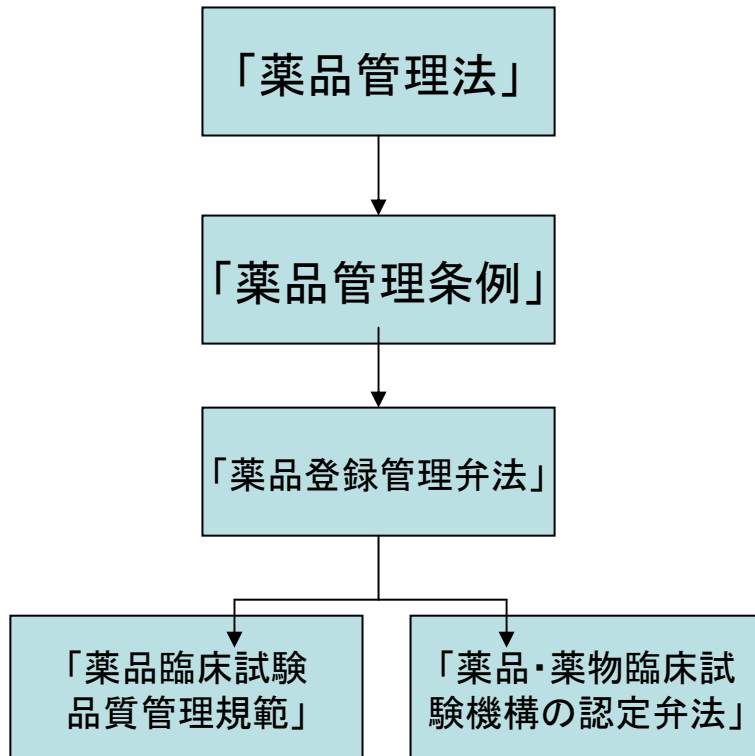 「薬品管理法」
「薬品管理条例」
「薬品登録管理弁法」
「薬品臨床試験
品質管理規範」
「薬品・薬物臨床試
験機構の認定弁法」